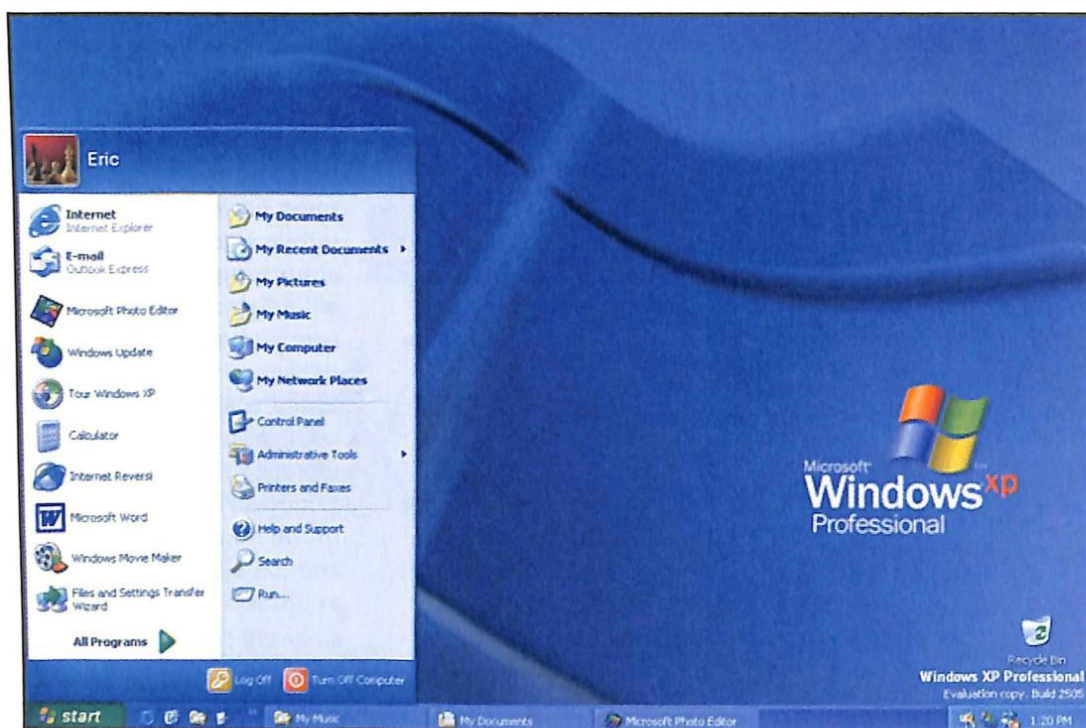 Eric
Internet
Internet Explorer
E-mail
Outlook Express
Microsoft Photo Editor
Windows Update
Tour Windows XP
Calculator
Internet Reversi
Microsoft Word
Windows Movie Maker
Files and Settings Transfer
Wizard
All Programs
My Documents
My Recent Documents
My Pictures
My Music
My Computer
My Network Places
Control Panel
Administrative Tools
Printers and Faxes
Help and Support
Search
Run...
Log Off
Turn Off Computer
Microsoft
Windows xp
Professional
Recycle Bin
Windows XP Professional
Evaluation copy. Build 2505
start
My Music
My Documents
Microsoft Photo Editor
1:20 PM